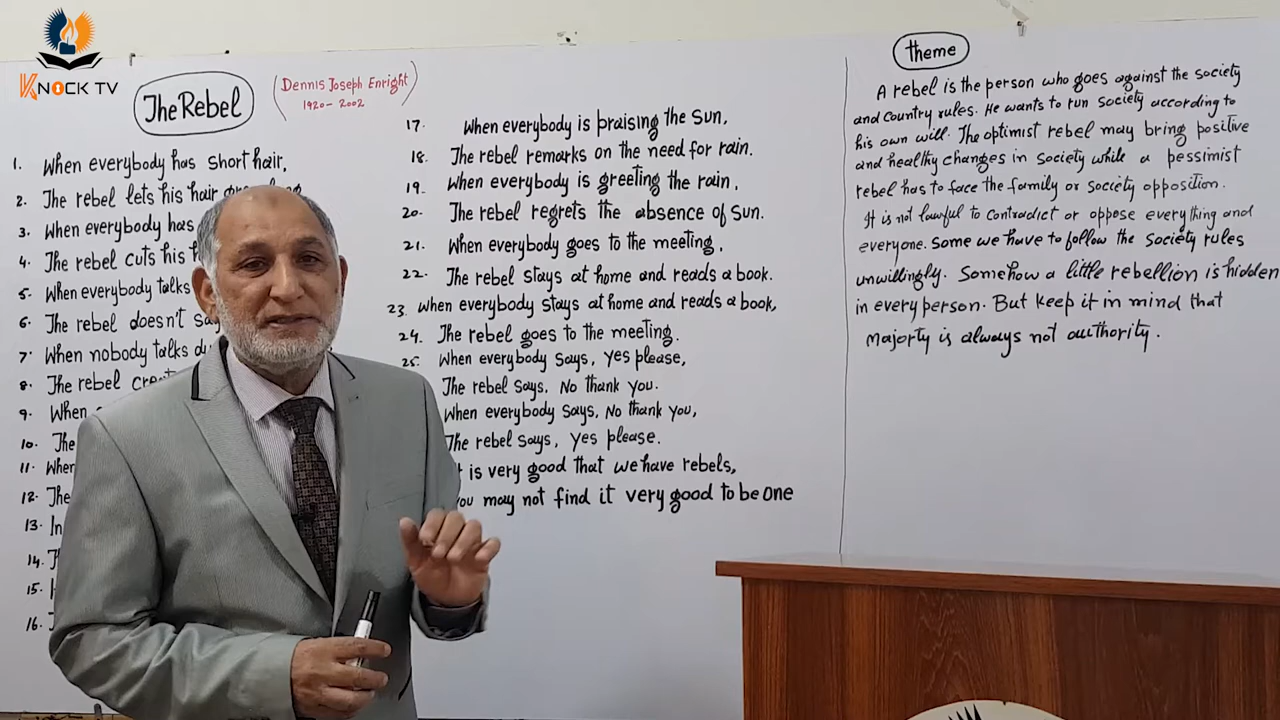 KNOCK TV
The Rebel
(Dennis Joseph Enright
1920-2002)
1. When everybody has short hair,
2. The rebel lets his hair grow long
3. When everybody has
4. The rebel cuts his h
5. When everybody talks
6. The rebel doesn't say
7. When nobody talks du
8. The rebel crea
9. When
10. The
11. When
12. The
13. In
14.
15.
16.
17. When everybody is praising the Sun,
18. The rebel remarks on the need for rain.
19. When everybody is greeting the rain,
20. The rebel regrets the absence of Sun.
21. When everybody goes to the meeting,
22. The rebel stays at home and reads a book.
23. When everybody stays at home and reads a book,
24. The rebel goes to the meeting.
25. When everybody says, Yes please,
The rebel says, No thank you.
When everybody says, No thank you,
The rebel says, Yes please.
t is very good that we have rebels,
you may not find it very good to be one
theme
A rebel is the person who goes against the society
and country rules. He wants to run society according to
his own will. The optimist rebel may bring positive
and healthy changes in society while a pessimist
rebel has to face the family or society opposition.
It is not lawful to contradict or oppose everything and
everyone. Some we have to follow the society rules
unwillingly. Somehow a little rebellion is hidden
in every person. But keep it in mind that
Majorty is always not authority.